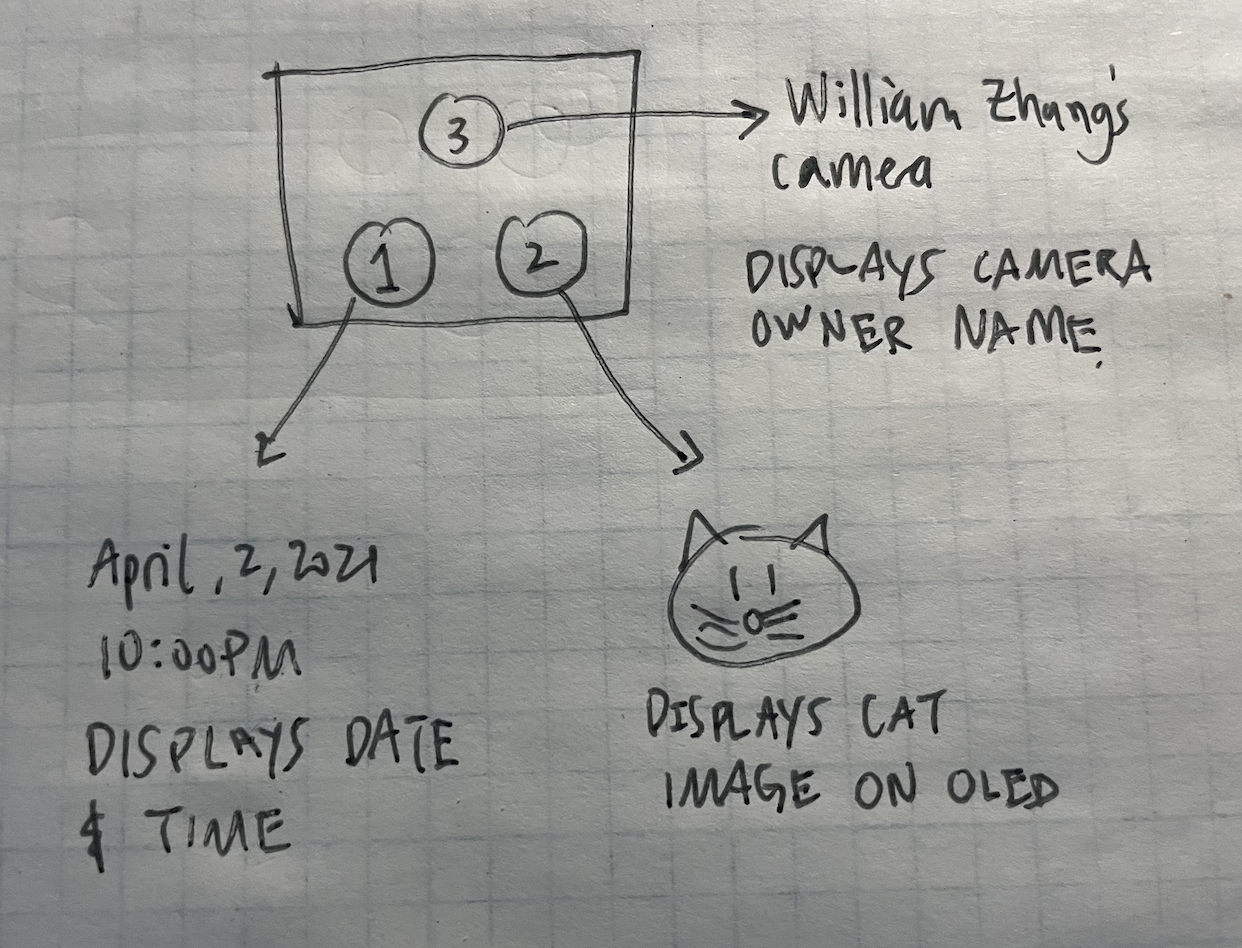 3
William Zhang's
camera
1
2
DISPLAYS CAMERA
OWNER NAME.
April, 2, 2021
10:00PM
DISPLAYS DATE
& TIME
DISPLAYS CAT
IMAGE ON OLED